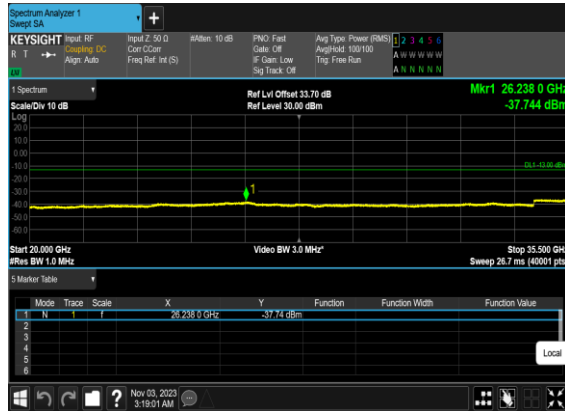 Spectrum Analyzer 1
Swept SA
+
KEYSIGHT Input: RF Input Z: 50 Ω #Atten: 10 dB PNO: Fast Avg Type: Power (RMS) 1 2 3 4 5 6
R T Coupling: DC Corr CCorr Gate: Off Avg|Hold: 100/100 A W W W W W
Align: Auto Freq Ref: Int (S) IF Gain: Low Trig: Free Run
Sig Track: Off A N N N N N
1 Spectrum
Ref Lvl Offset 33.70 dB Mkr1 26.238 0 GHz
Scale/Div 10 dB Ref Level 30.00 dBm -37.744 dBm
Log
20.0
10.0
0.00
-10.0
DL1 -13.00 dBm
-20.0
-30.0
1
-40.0
-50.0
-60.0
Start 20.000 GHz Video BW 3.0 MHz* Stop 35.500 GHz
#Res BW 1.0 MHz Sweep 26.7 ms (40001 pts
5 Marker Table
Mode Trace Scale X Y Function Function Width Function Value
1 N 1 f 26.238 0 GHz -37.74 dBm
2
3
4
5
6
Local
? Nov 03, 2023
3:19:01 AM